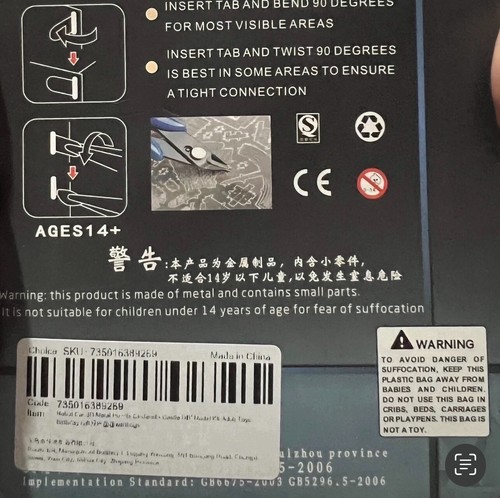 INSERT TAB AND BEND 90 DEGREES
FOR MOST VISIBLE AREAS
INSERT TAB AND TWIST 90 DEGREES
IS BEST IN SOME AREAS TO ENSURE
A TIGHT CONNECTION
AGES14+
CE
警告:本产品为金属制品,内含小零件,
不适合14岁以下儿童,以免发生窒息危险
Warning: this product is made of metal and contains small parts.
It is not suitable for children under 14 years of age for fear of suffocation
Choice SKU: 735016389269 Made in China
Code 735016389269
Item
WARNING
TO AVOID DANGER OF
SUFFOCATION, KEEP THIS
PLASTIC BAG AWAY FROM
BABIES AND CHILDREN.
DO NOT USE THIS BAG IN
CRIBS, BEDS, CARRIAGES
OR PLAYPENS. THIS BAG IS
NOT A TOY.
province
5-2006
Implementation Standard: GB6675-2003 GB5296.5-2006